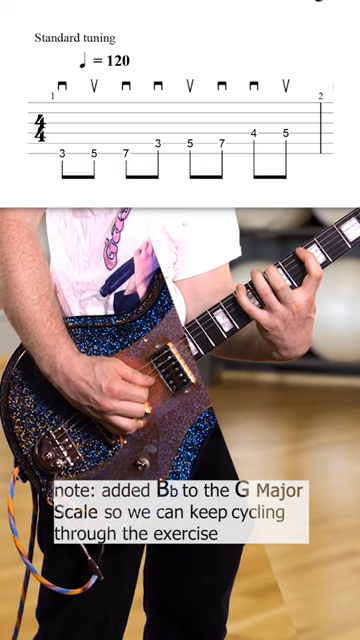 Standard tuning
♩ = 120
1
2
4
4
3 5 7 3 5 7 4 5
note: added Bb to the G Major
Scale so we can keep cycling
through the exercise